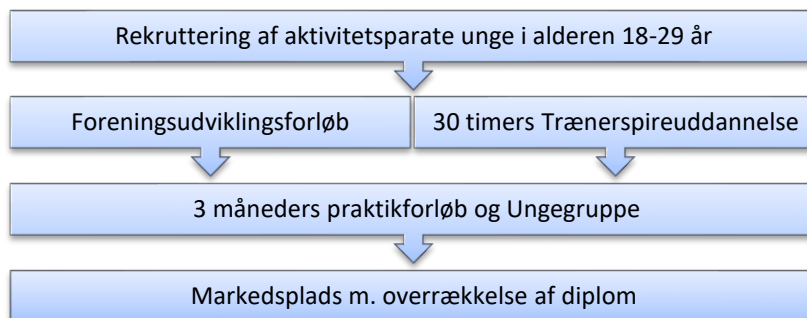 Rekruttering af aktivitetsparate unge i alderen 18-29 år
Foreningsudviklingsforløb
30 timers Trænerspireuddannelse
3 måneders praktikforløb og Ungegruppe
Markedsplads m. overrækkelse af diplom